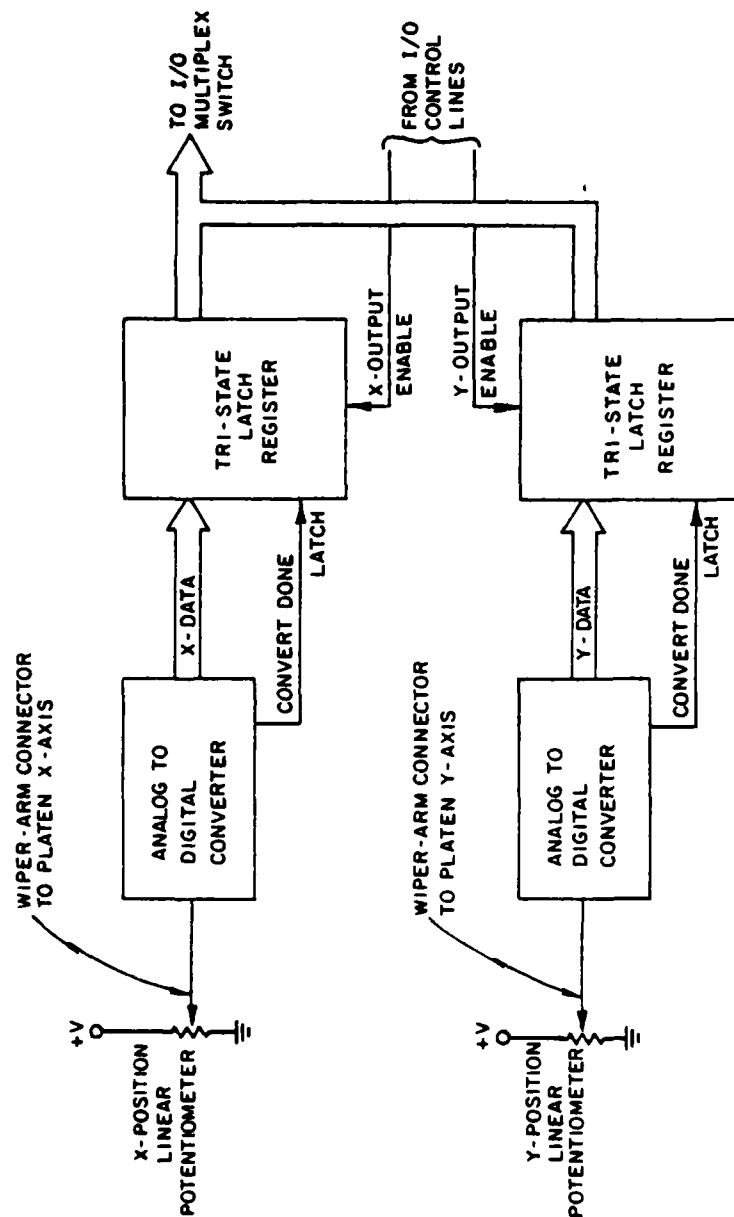 +V
X-POSITION
LINEAR
POTENTIOMETER
WIPER-ARM CONNECTOR
TO PLATEN X-AXIS
ANALOG TO
DIGITAL
CONVERTER
X-DATA
CONVERT DONE
LATCH
TRI-STATE
LATCH
REGISTER
X-OUTPUT
ENABLE
TO I/O
MULTIPLEX
SWITCH
FROM I/O
CONTROL
LINES
+V
Y-POSITION
LINEAR
POTENTIOMETER
WIPER-ARM CONNECTOR
TO PLATEN Y-AXIS
ANALOG TO
DIGITAL
CONVERTER
Y-DATA
CONVERT DONE
LATCH
TRI-STATE
LATCH
REGISTER
Y-OUTPUT
ENABLE